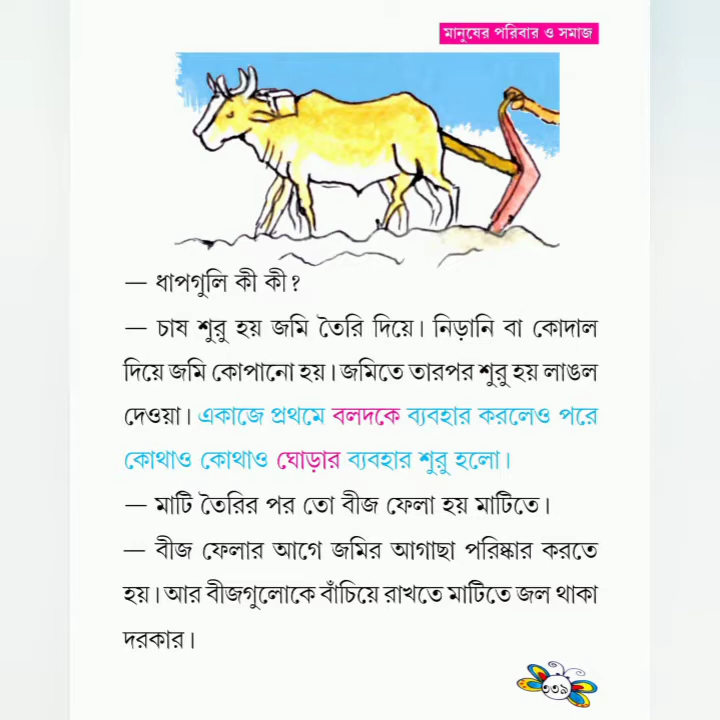 মানুষের পরিবার ও সমাজ
— ধাপগুলি কী কী?
— চাষ শুরু হয় জমি তৈরি দিয়ে। নিড়ানি বা কোদাল
দিয়ে জমি কোপানো হয়। জমিতে তারপর শুরু হয় লাঙল
দেওয়া। একাজে প্রথমে বলদকে ব্যবহার করলেও পরে
কোথাও কোথাও ঘোড়ার ব্যবহার শুরু হলো।
— মাটি তৈরির পর তো বীজ ফেলা হয় মাটিতে।
— বীজ ফেলার আগে জমির আগাছা পরিষ্কার করতে
হয়। আর বীজগুলোকে বাঁচিয়ে রাখতে মাটিতে জল থাকা
দরকার।
৩৩৯